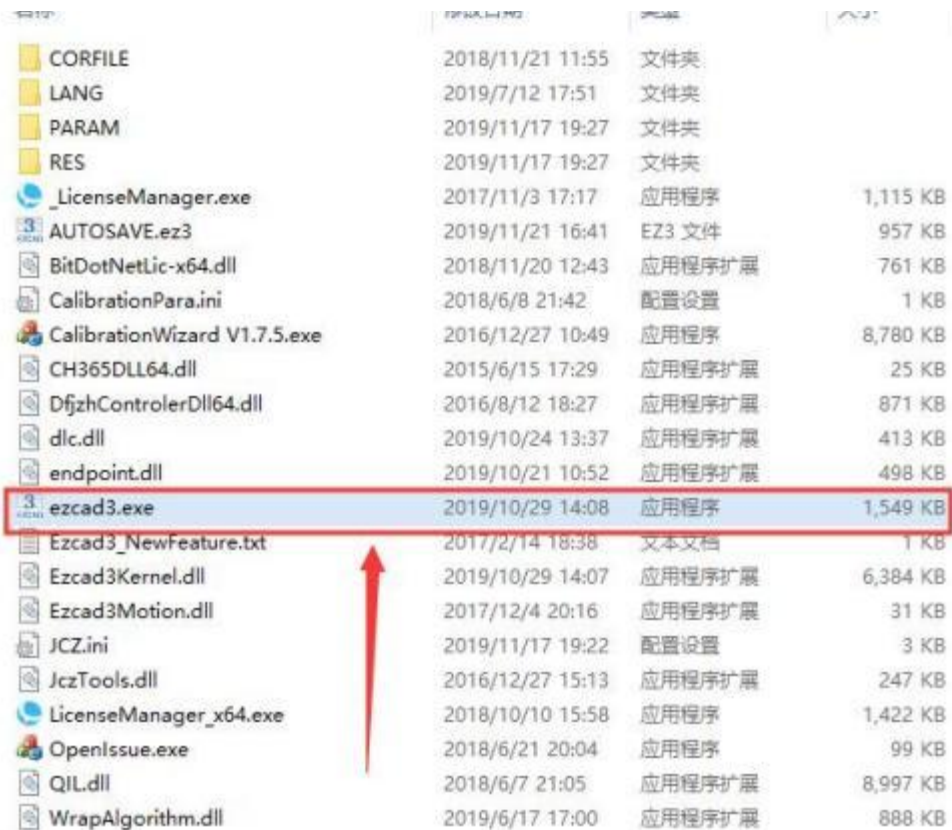 CORFILE 2018/11/21 11:55 文件夹
LANG 2019/7/12 17:51 文件夹
PARAM 2019/11/17 19:27 文件夹
RES 2019/11/17 19:27 文件夹
_LicenseManager.exe 2017/11/3 17:17 应用程序 1,115 KB
AUTOSAVE.ez3 2019/11/21 16:41 EZ3 文件 957 KB
BitDotNetLic-x64.dll 2018/11/20 12:43 应用程序扩展 761 KB
CalibrationPara.ini 2018/6/8 21:42 配置设置 1 KB
CalibrationWizard V1.7.5.exe 2016/12/27 10:49 应用程序 8,780 KB
CH365DLL64.dll 2015/6/15 17:29 应用程序扩展 25 KB
DfjzhControlerDll64.dll 2016/8/12 18:27 应用程序扩展 871 KB
dlc.dll 2019/10/24 13:37 应用程序扩展 413 KB
endpoint.dll 2019/10/21 10:52 应用程序扩展 498 KB
ezcad3.exe 2019/10/29 14:08 应用程序 1,549 KB
Ezcad3_NewFeature.txt 2017/2/14 18:38 文本文档 1 KB
Ezcad3Kernel.dll 2019/10/29 14:07 应用程序扩展 6,384 KB
Ezcad3Motion.dll 2017/12/4 20:16 应用程序扩展 31 KB
JCZ.ini 2019/11/17 19:22 配置设置 3 KB
JczTools.dll 2016/12/27 15:13 应用程序扩展 247 KB
LicenseManager_x64.exe 2018/10/10 15:58 应用程序 1,422 KB
OpenIssue.exe 2018/6/21 20:04 应用程序 99 KB
QIL.dll 2018/6/7 21:05 应用程序扩展 8,997 KB
WrapAlgorithm.dll 2019/6/17 17:00 应用程序扩展 888 KB